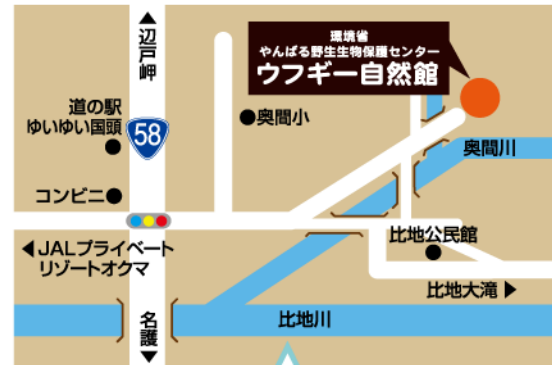 ▲
辺戸岬
環境省
やんばる野生生物保護センター
ウフギー自然館
道の駅
ゆいゆい国頭
58
奥間小
奥間川
コンビニ
◀JALプライベート
リゾートオクマ
比地公民館
比地大滝▶
名護
▼
比地川